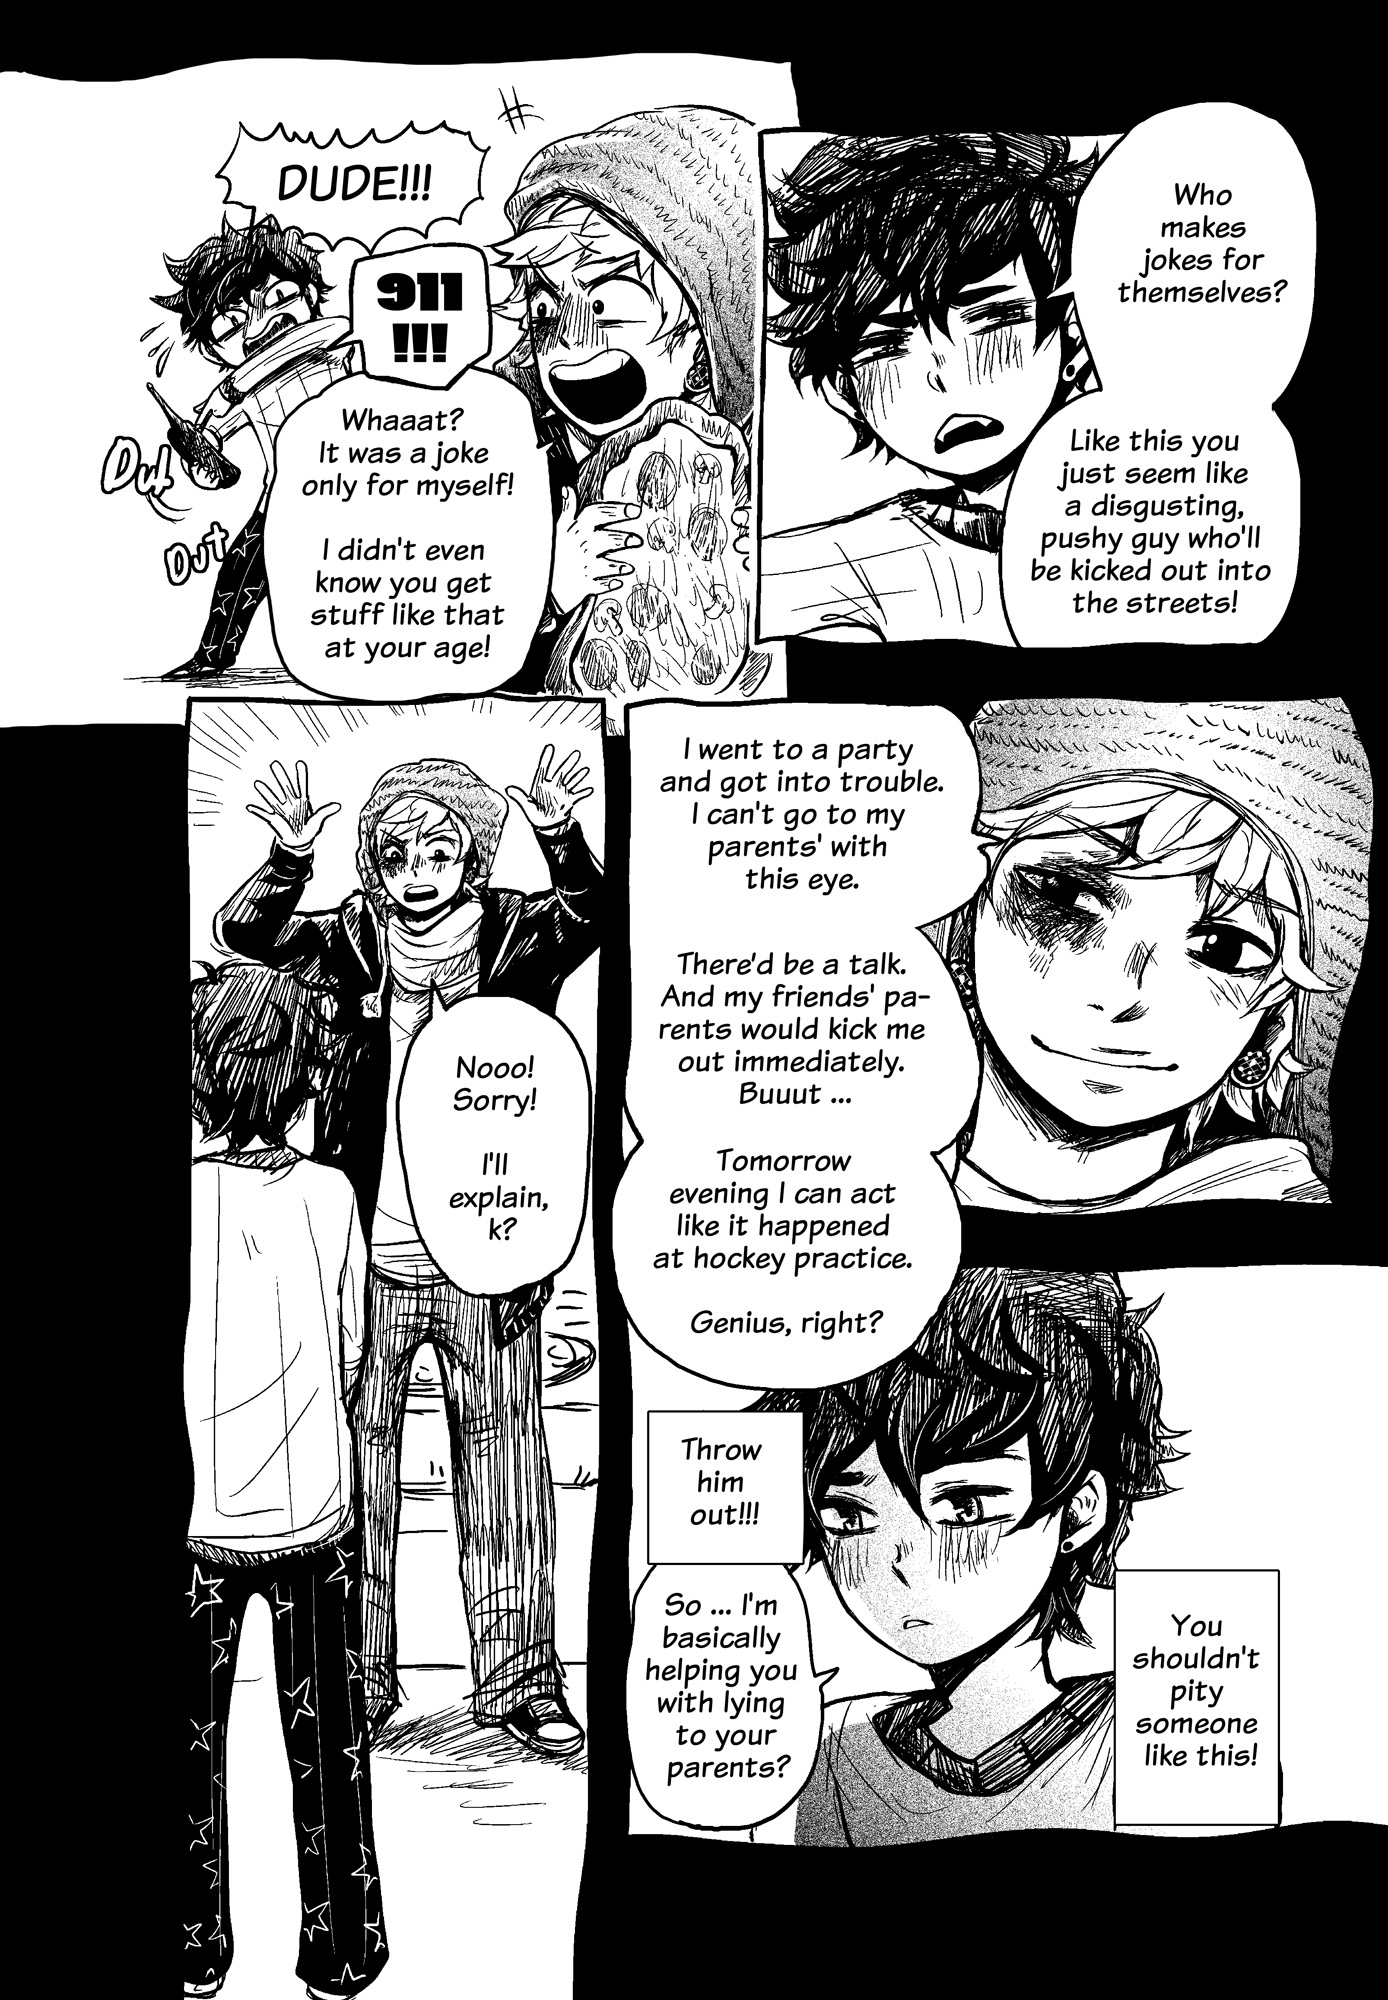 DUDE!!!
911
!!!
Whaaat?
It was a joke
only for myself!
I didn't even
know you get
stuff like that
at your age!
Dut
Dut
Who
makes
jokes for
themselves?
Like this you
just seem like
a disgusting,
pushy guy who'll
be kicked out into
the streets!
Nooo!
Sorry!
I'll
explain,
k?
I went to a party
and got into trouble.
I can't go to my
parents' with
this eye.
There'd be a talk.
And my friends' pa-
rents would kick me
out immediately.
Buuut ...
Tomorrow
evening I can act
like it happened
at hockey practice.
Genius, right?
Throw
him
out!!!
So ... I'm
basically
helping you
with lying
to your
parents?
You
shouldn't
pity
someone
like this!